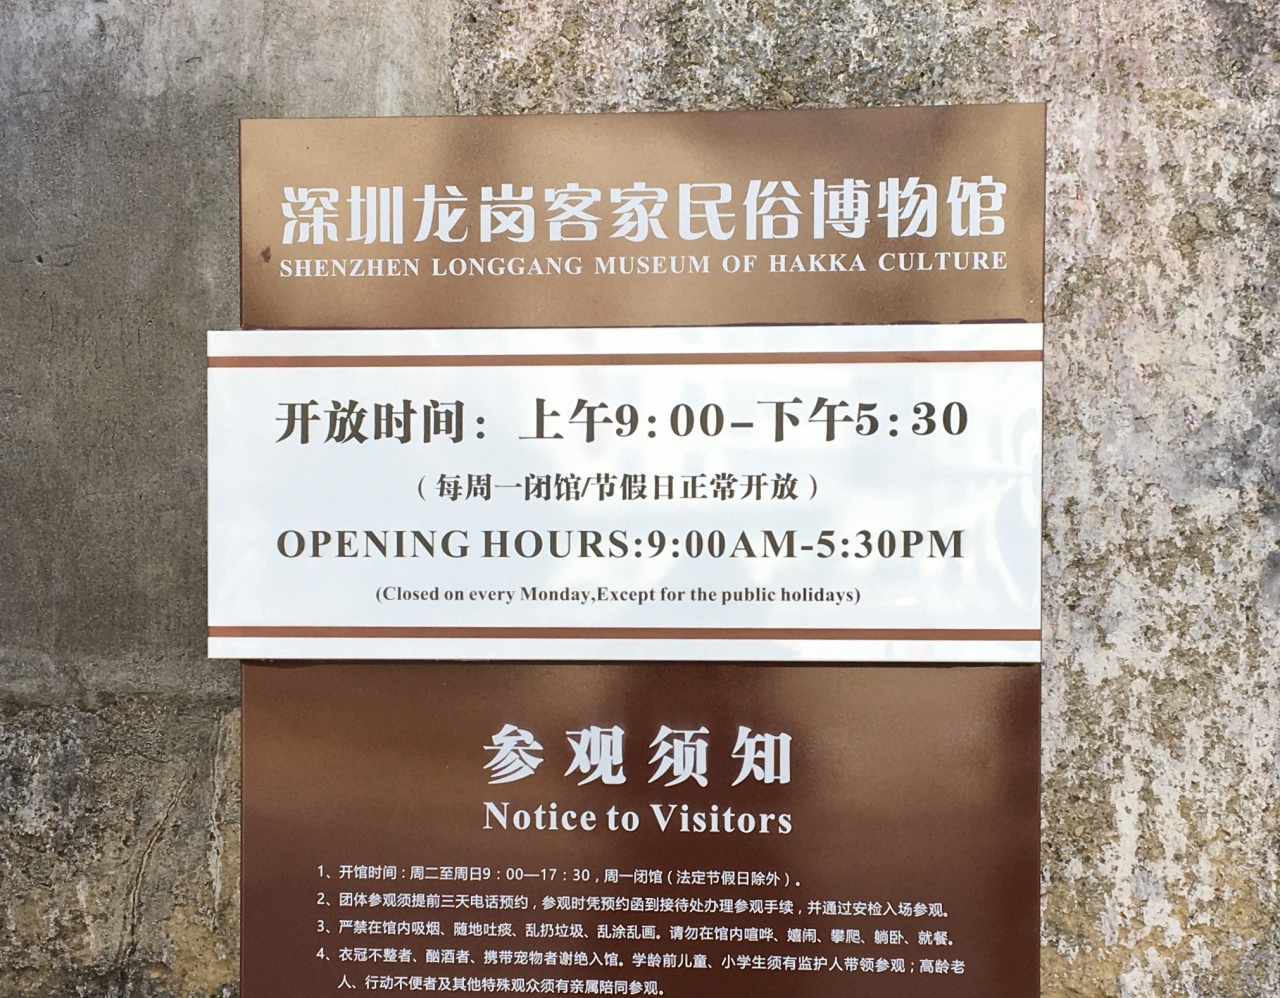 深圳龙岗客家民俗博物馆
SHENZHEN LONGGANG MUSEUM OF HAKKA CULTURE
开放时间：上午9:00-下午5:30
（每周一闭馆/节假日正常开放）
OPENING HOURS:9:00AM-5:30PM
(Closed on every Monday,Except for the public holidays)
参观须知
Notice to Visitors
1、开馆时间：周二至周日9：00—17：30，周一闭馆（法定节假日除外）。
2、团体参观须提前三天电话预约，参观时凭预约函到接待处办理参观手续，并通过安检入场参观。
3、严禁在馆内吸烟、随地吐痰、乱扔垃圾、乱涂乱画。请勿在馆内喧哗、嬉闹、攀爬、躺卧、就餐。
4、衣冠不整者、酗酒者、携带宠物者谢绝入馆。学龄前儿童、小学生须有监护人带领参观；高龄老
人、行动不便者及其他特殊观众须有亲属陪同参观。